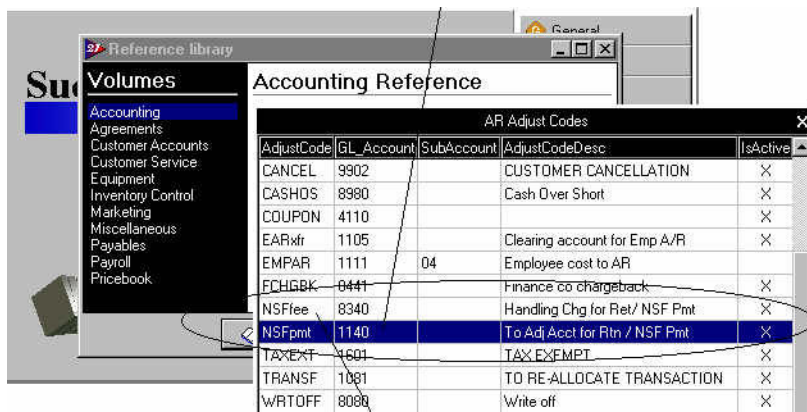 General
Reference library
Suc
Volumes
Accounting Reference
Accounting
Agreements
Customer Accounts
Customer Service
Equipment
Inventory Control
Marketing
Miscellaneous
Payables
Payroll
Pricebook
AR Adjust Codes
AdjustCode GL_Account SubAccount AdjustCodeDesc IsActive
CANCEL 9902 CUSTOMER CANCELLATION X
CASHOS 8980 Cash Over Short X
COUPON 4110 X
EARxfr 1105 Clearing account for Emp A/R X
EMPAR 1111 04 Employee cost to AR
FCHGBK 0441 Finance co chargeback X
NSFfee 8340 Handling Chg for Ret/ NSF Pmt X
NSFpmt 1140 To Adj Acct for Rtn / NSF Pmt X
TAXEXT 1601 TAX EXEMPT X
TRANSF 1081 TO RE-ALLOCATE TRANSACTION X
WRTOFF 8080 Write off X